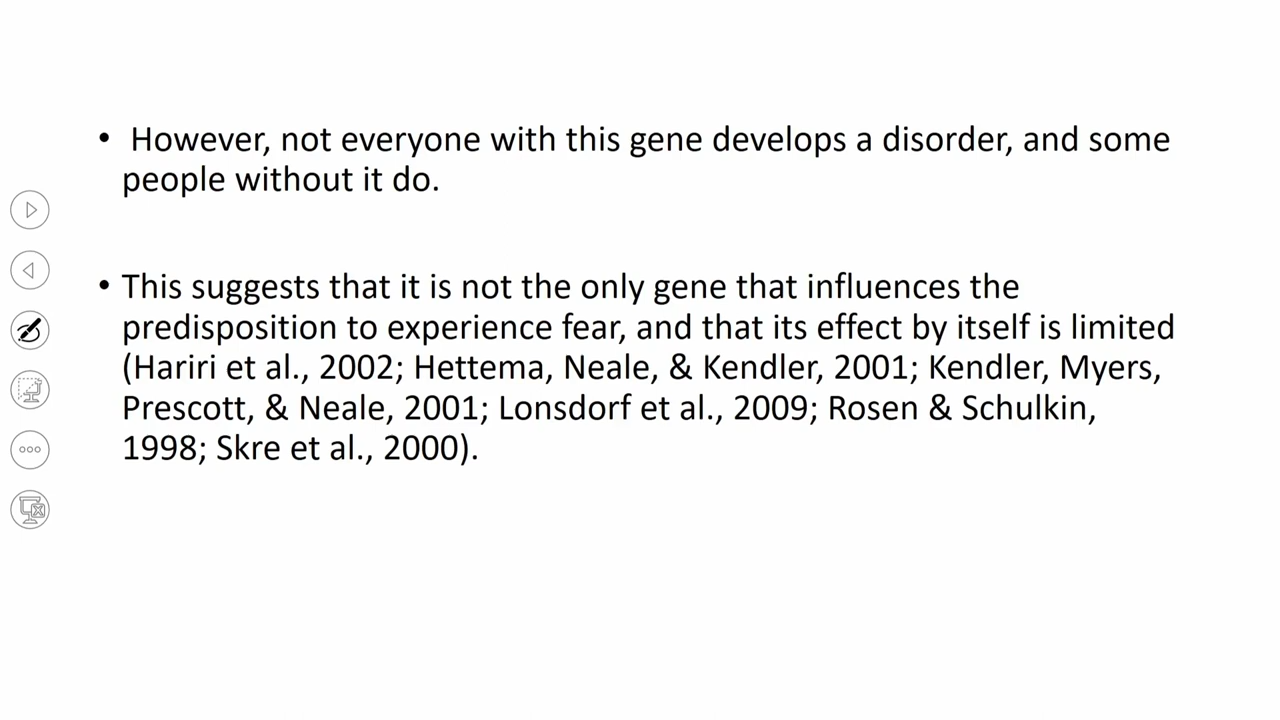 • However, not everyone with this gene develops a disorder, and some
people without it do.
• This suggests that it is not the only gene that influences the
predisposition to experience fear, and that its effect by itself is limited
(Hariri et al., 2002; Hettema, Neale, & Kendler, 2001; Kendler, Myers,
Prescott, & Neale, 2001; Lonsdorf et al., 2009; Rosen & Schulkin,
1998; Skre et al., 2000).